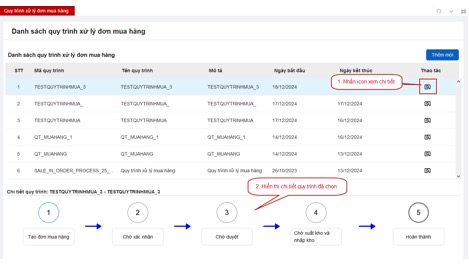 Quy trình xử lý đơn mua hàng
Danh sách quy trình xử lý đơn mua hàng
Danh sách quy trình xử lý đơn mua hàng
Thêm mới
STT Mã quy trình Tên quy trình Mô tả Ngày bắt đầu Ngày kết thúc Thao tác
1. Nhấn icon xem chi tiết
1 TESTQUYTRINHMUA_3 TESTQUYTRINHMUA_3 TESTQUYTRINHMUA_3 18/12/2024
2 TESTQUYTRINHMUA_ TESTQUYTRINHMUA_ TESTQUYTRINHMUA_ 17/12/2024 17/12/2024
3 TESTQUYTRINHMUA TESTQUYTRINHMUA TESTQUYTRINHMUA 17/12/2024 16/12/2024
4 QT_MUAHANG_1 QT_MUAHANG_1 QT_MUAHANG_1 14/12/2024 16/12/2024
5 QT_MUAHANG QT_MUAHANG QT_MUAHANG 14/12/2024 13/12/2024
6 SALE_IN_ORDER_PROCESS_25_... Quy trình xử lý đơn mua hàng Quy trình xử lý đơn mua hàng 26/10/2023 13/12/2024
2. Hiển thị chi tiết quy trình đã chọn
Chi tiết quy trình: TESTQUYTRINHMUA_3 - TESTQUYTRINHMUA_3
1 2 3 4 5
Tạo đơn mua hàng
Chờ xác nhận
Chờ duyệt
Chờ xuất kho và
nhập kho
Hoàn thành